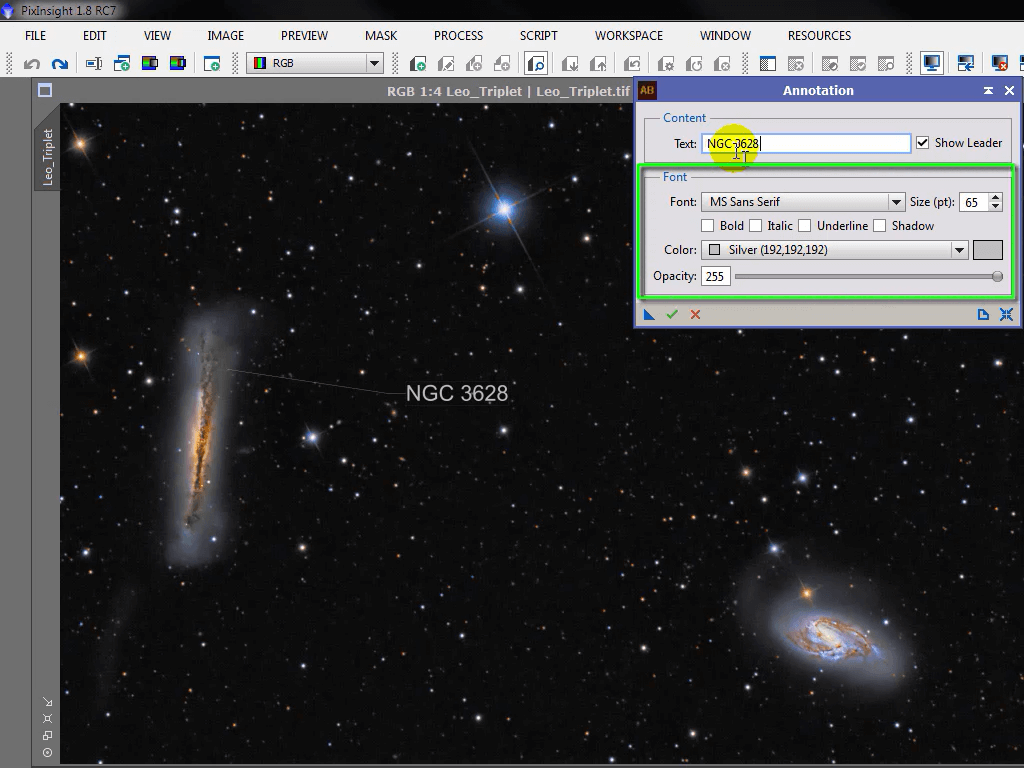 PixInsight 1.8 RC7
FILE EDIT VIEW IMAGE PREVIEW MASK PROCESS SCRIPT WORKSPACE WINDOW RESOURCES
RGB
RGB 1:4 Leo_Triplet | Leo_Triplet.tif
Leo_Triplet
AB Annotation
Content
Text: NGC 3628 Show Leader
Font
Font: MS Sans Serif Size (pt): 65
Bold Italic Underline Shadow
Color: Silver (192,192,192)
Opacity: 255
NGC 3628